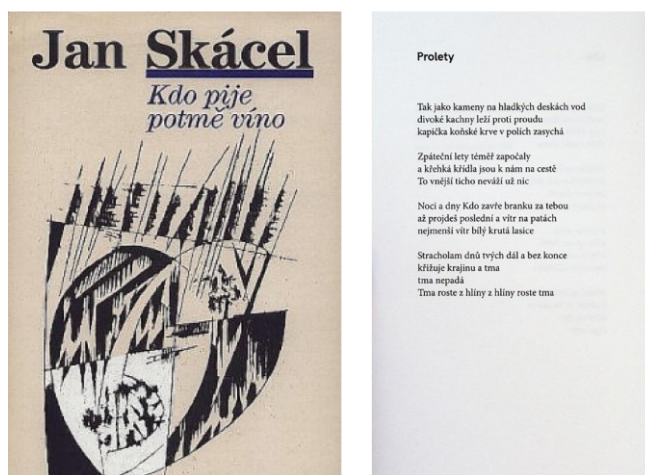 Jan Skácel
Kdo pije
potmě víno
Prolety
Tak jako kameny na hladkých deskách vod
divoké kachny leží proti proudu
kapička koňské krve v polích zasychá
Zpáteční lety téměř započaly
a křehká křídla jsou k nám na cestě
To vnější ticho neváží už nic
Noci a dny Kdo zavře branku za tebou
až projdeš poslední a vítr na patách
nejmenší vítr bílý krutá lasice
Stracholam dnů tvých dál a bez konce
křižuje krajinu a tma
tma nepadá
Tma roste z hlíny z hlíny roste tma